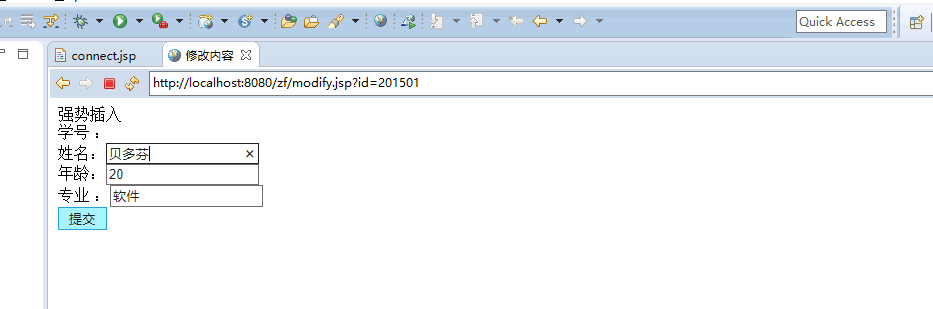 Quick Access
connect.jsp
修改内容
http://localhost:8080/zf/modify.jsp?id=201501
强势插入
学号：
姓名：贝多芬
年龄：20
专业：软件
提交